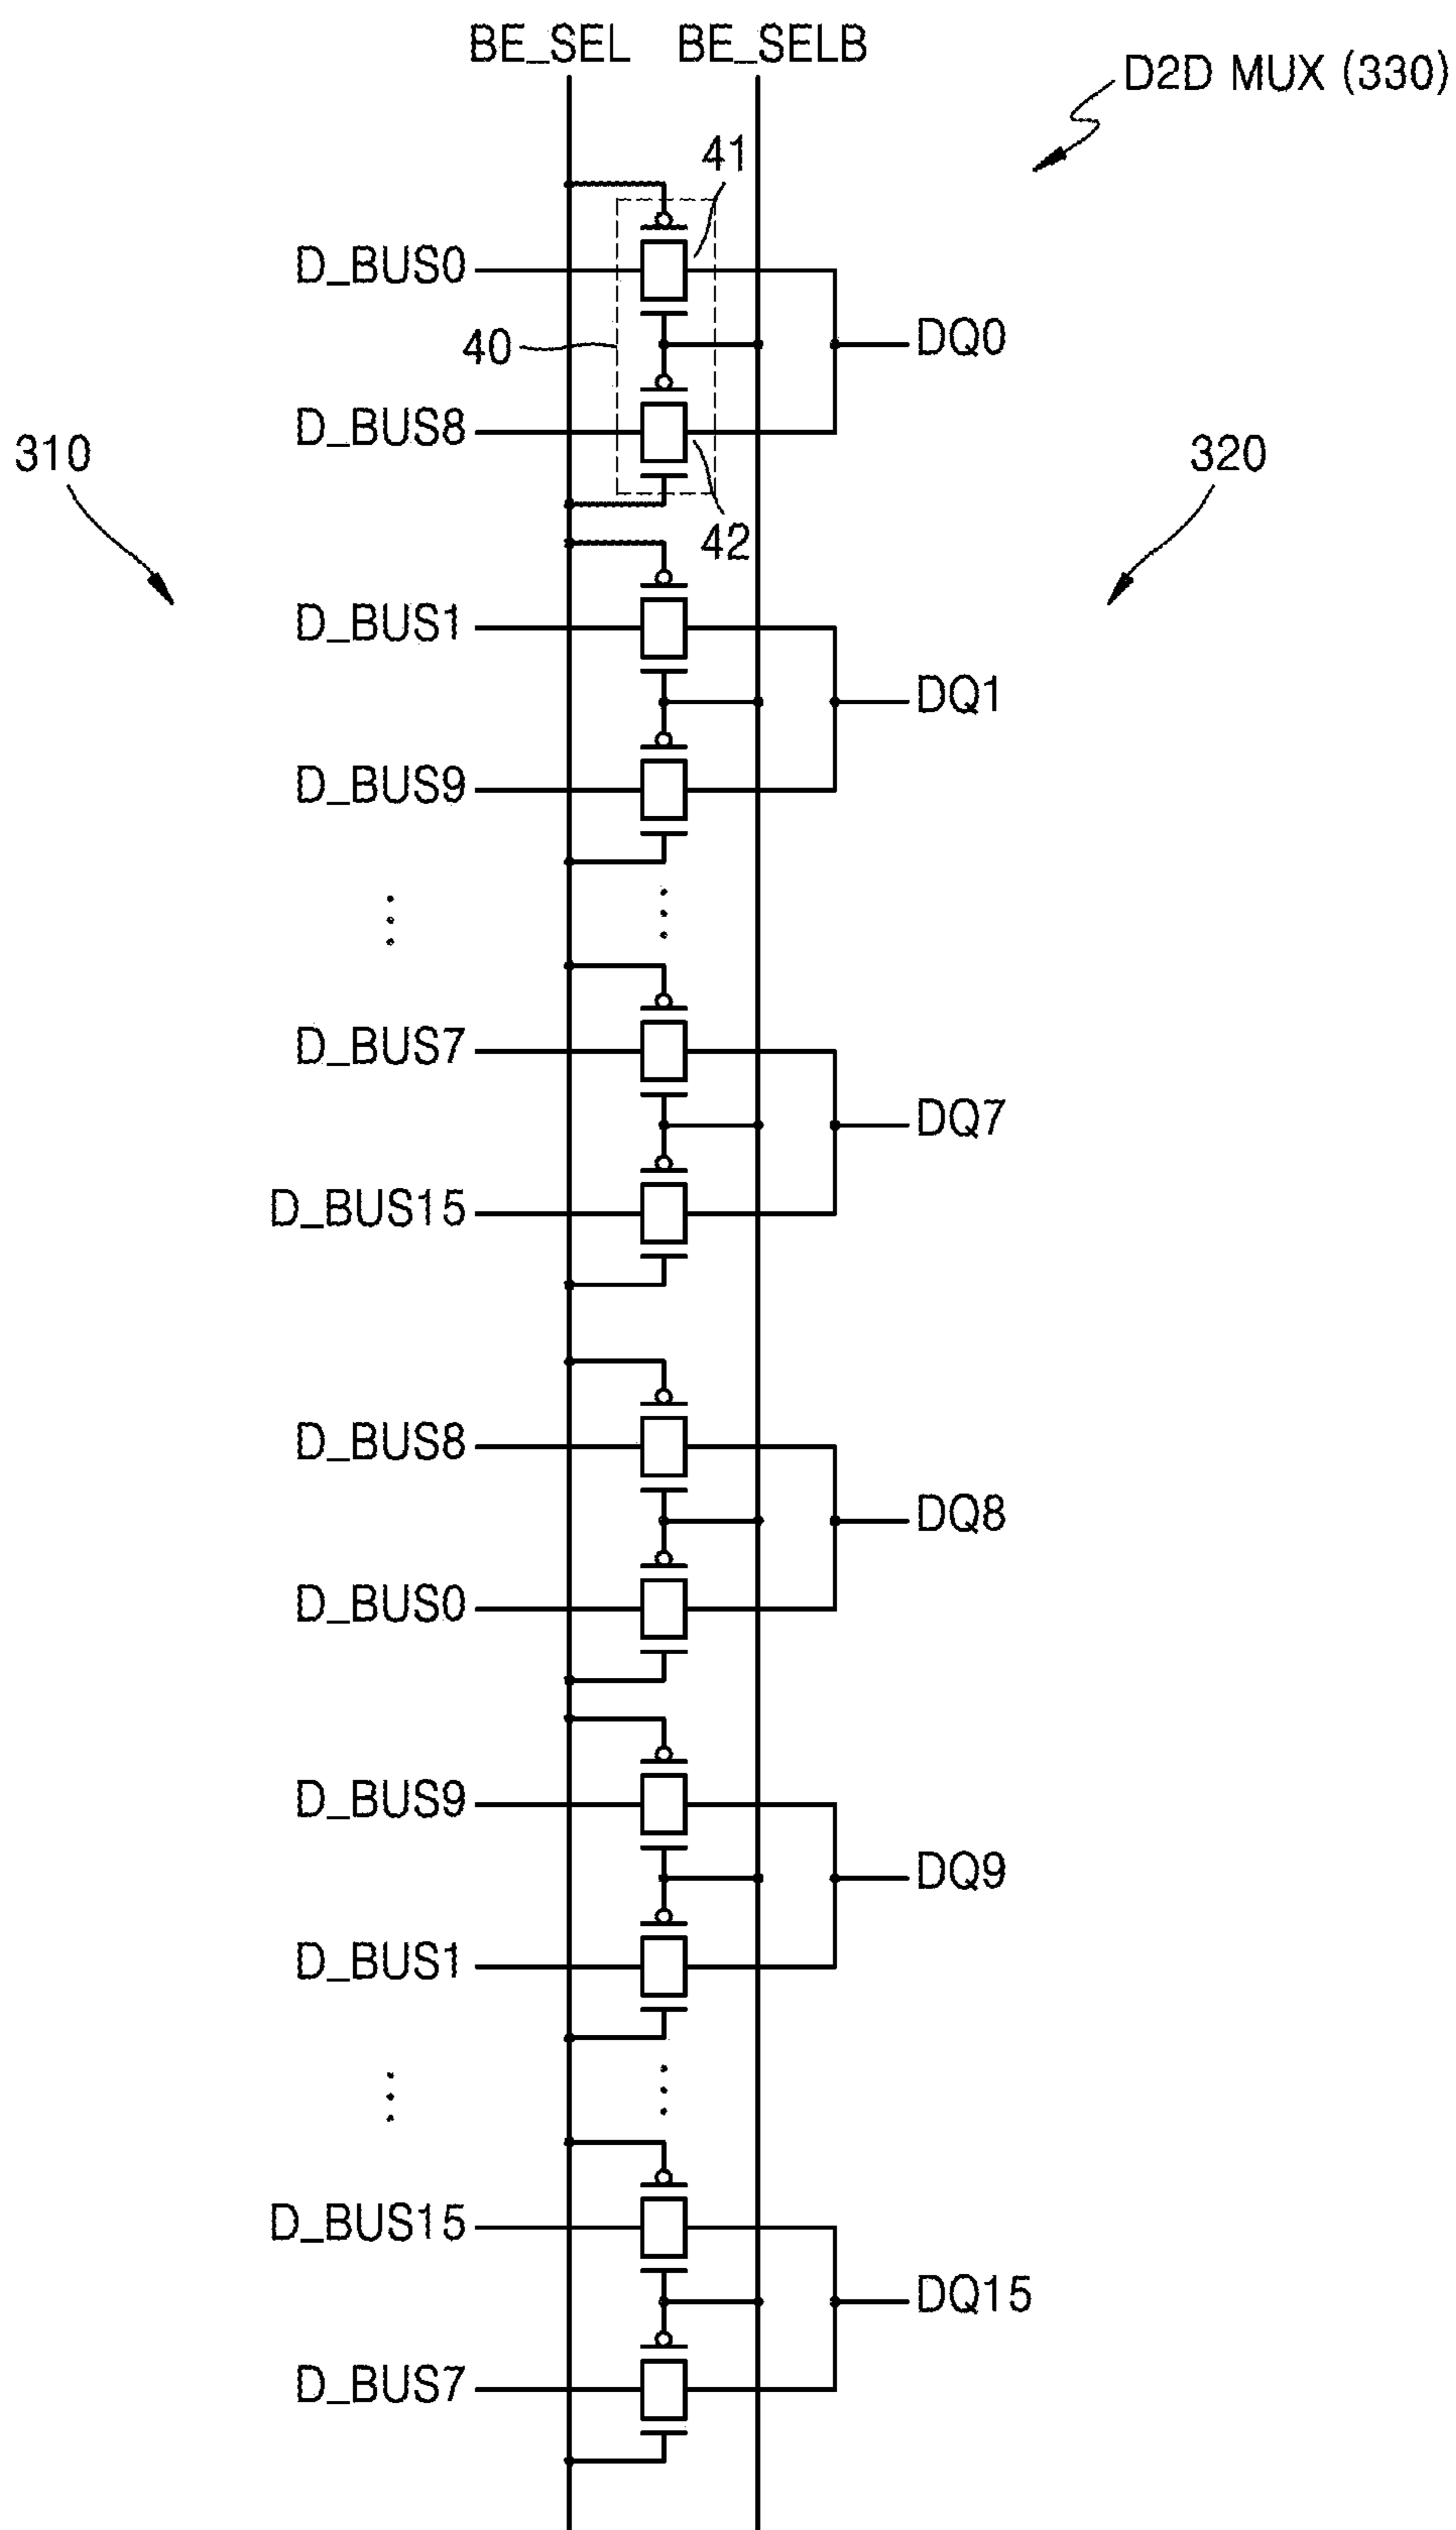 BE_SEL BE_SELB
D2D MUX (330)
41
D_BUS0
40
DQ0
D_BUS8
310
320
42
D_BUS1
DQ1
D_BUS9
D_BUS7
DQ7
D_BUS15
D_BUS8
DQ8
D_BUS0
D_BUS9
DQ9
D_BUS1
D_BUS15
DQ15
D_BUS7